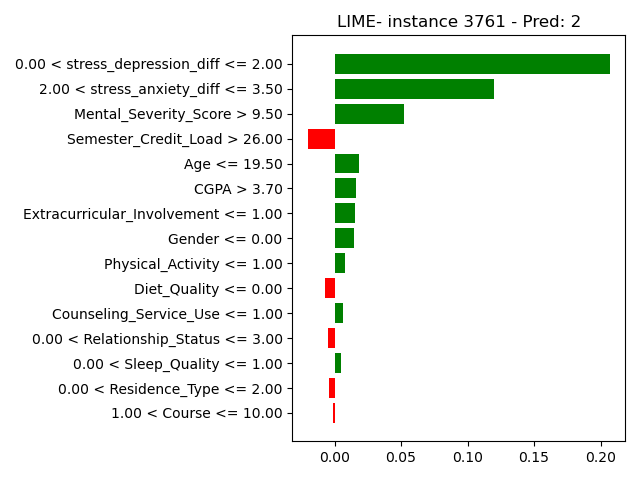 LIME- instance 3761 - Pred: 2
0.00 < stress_depression_diff <= 2.00
2.00 < stress_anxiety_diff <= 3.50
Mental_Severity_Score > 9.50
Semester_Credit_Load > 26.00
Age <= 19.50
CGPA > 3.70
Extracurricular_Involvement <= 1.00
Gender <= 0.00
Physical_Activity <= 1.00
Diet_Quality <= 0.00
Counseling_Service_Use <= 1.00
0.00 < Relationship_Status <= 3.00
0.00 < Sleep_Quality <= 1.00
0.00 < Residence_Type <= 2.00
1.00 < Course <= 10.00
0.00 0.05 0.10 0.15 0.20